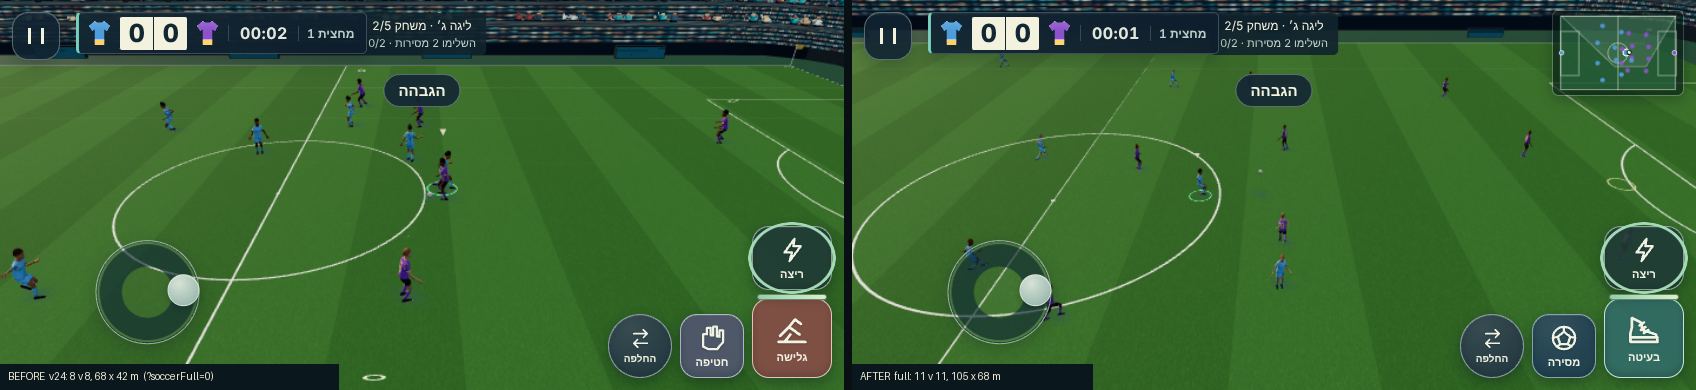 0 0
00:02
מחצית 1
ליגה ג׳ · משחק 2/5
השלימו 2 מסירות · 0/2
הגבהה
ריצה
החלפה
חטיפה
גלישה
BEFORE v24: 8 v 8, 68 x 42 m (?soccerFull=0)
0 0
00:01
מחצית 1
ליגה ג׳ · משחק 2/5
השלימו 2 מסירות · 0/2
הגבהה
ריצה
החלפה
מסירה
בעיטה
AFTER full: 11 v 11, 105 x 68 m